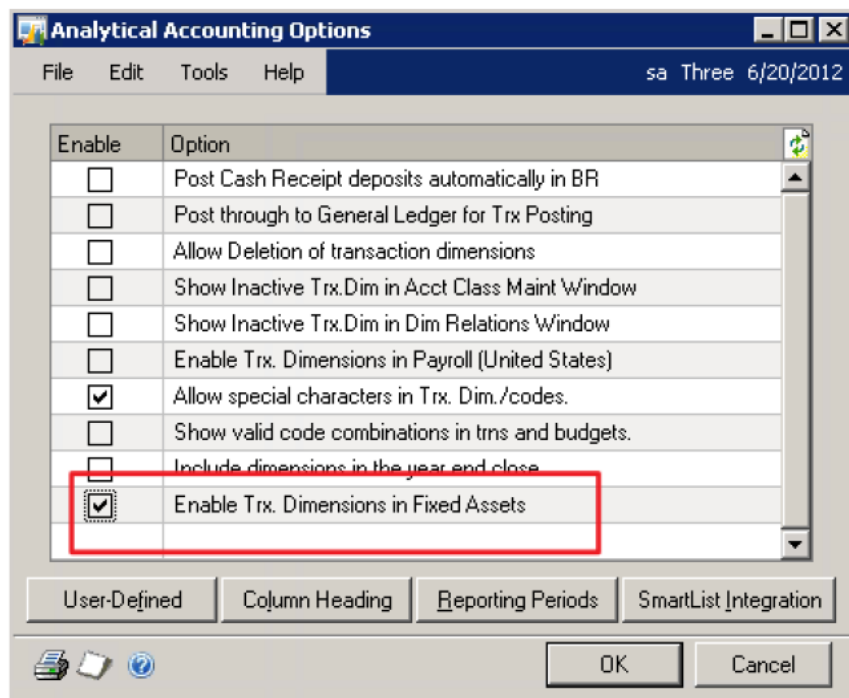 Analytical Accounting Options
File Edit Tools Help sa Three 6/20/2012
Enable Option
Post Cash Receipt deposits automatically in BR
Post through to General Ledger for Trx Posting
Allow Deletion of transaction dimensions
Show Inactive Trx.Dim in Acct Class Maint Window
Show Inactive Trx.Dim in Dim Relations Window
Enable Trx. Dimensions in Payroll (United States)
Allow special characters in Trx. Dim./codes.
Show valid code combinations in trns and budgets.
Include dimensions in the year end close
Enable Trx. Dimensions in Fixed Assets
User-Defined Column Heading Reporting Periods SmartList Integration
OK Cancel